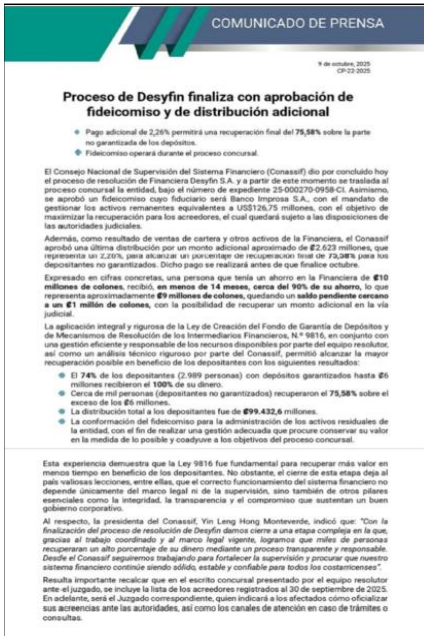 COMUNICADO DE PRENSA
9 de octubre, 2025
CP-22-2025
Proceso de Desyfin finaliza con aprobación de
fideicomiso y de distribución adicional
Pago adicional de 2,26% permitirá una recuperación final del 75,58% sobre la parte
no garantizada de los depósitos.
Fideicomiso operará durante el proceso concursal.
El Consejo Nacional de Supervisión del Sistema Financiero (Conassif) dio por concluido hoy
el proceso de resolución de Financiera Desyfin S.A. y a partir de este momento se traslada al
proceso concursal la entidad, bajo el número de expediente 25-000270-0958-CI. Asimismo,
se aprobó un fideicomiso cuyo fiduciario será Banco Improsa S.A., con el mandato de
gestionar los activos remanentes equivalentes a US$126,75 millones, con el objetivo de
maximizar la recuperación para los acreedores, el cual quedará sujeto a las disposiciones de
las autoridades judiciales.
Además, como resultado de ventas de cartera y otros activos de la Financiera, el Conassif
aprobó una última distribución por un monto adicional aproximado de ₡2.623 millones, que
representa un 2,26%, para alcanzar un porcentaje de recuperación final de 75,58% para los
depositantes no garantizados. Dicho pago se realizará antes de que finalice octubre.
Expresado en cifras concretas, una persona que tenía un ahorro en la Financiera de ₡10
millones de colones, recibió, en menos de 14 meses, cerca del 90% de su ahorro, lo que
representa aproximadamente ₡9 millones de colones, quedando un saldo pendiente cercano
a un ₡1 millón de colones, con la posibilidad de recuperar un monto adicional en la vía
judicial.
La aplicación integral y rigurosa de la Ley de Creación del Fondo de Garantía de Depósitos y
de Mecanismos de Resolución de los Intermediarios Financieros, N.° 9816, en conjunto con
una gestión eficiente y responsable de los recursos disponibles por parte del equipo resolutor,
así como un análisis técnico riguroso por parte del Conassif, permitió alcanzar la mayor
recuperación posible en beneficio de los depositantes con los siguientes resultados:
El 74% de los depositantes (2.989 personas) con depósitos garantizados hasta ₡6
millones recibieron el 100% de su dinero.
Cerca de mil personas (depositantes no garantizados) recuperaron el 75,58% sobre el
exceso de los ₡6 millones.
La distribución total a los depositantes fue de ₡99.432,6 millones.
La conformación del fideicomiso para la administración de los activos residuales de
la entidad, con el fin de realizar una gestión adecuada que procure conservar su valor
en la medida de lo posible y coadyuve a los objetivos del proceso concursal.
Esta experiencia demuestra que la Ley 9816 fue fundamental para recuperar más valor en
menos tiempo en beneficio de los depositantes. No obstante, el cierre de esta etapa deja al
país valiosas lecciones, entre ellas, que el correcto funcionamiento del sistema financiero no
depende únicamente del marco legal ni de la supervisión, sino también de otros pilares
esenciales como la integridad, la transparencia y el compromiso que sustentan un buen
gobierno corporativo.
Al respecto, la presidenta del Conassif, Yin Leng Hong Monteverde, indicó que: "Con la
finalización del proceso de resolución de Desyfin damos cierre a una etapa compleja en la que,
gracias al trabajo coordinado y al marco legal vigente, logramos que miles de personas
recuperaran un alto porcentaje de su dinero mediante un proceso transparente y responsable.
Desde el Conassif seguiremos trabajando para fortalecer la supervisión y procurar que nuestro
sistema financiero continúe siendo sólido, estable y confiable para todos los costarricenses".
Resulta importante recalcar que en el escrito concursal presentado por el equipo resolutor
ante el juzgado, se incluye la lista de los acreedores registrados al 30 de septiembre de 2025.
En adelante, será el Juzgado correspondiente, quien indicará a los afectados cómo oficializar
sus acreencias ante las autoridades, así como los canales de atención en caso de trámites o
consultas.